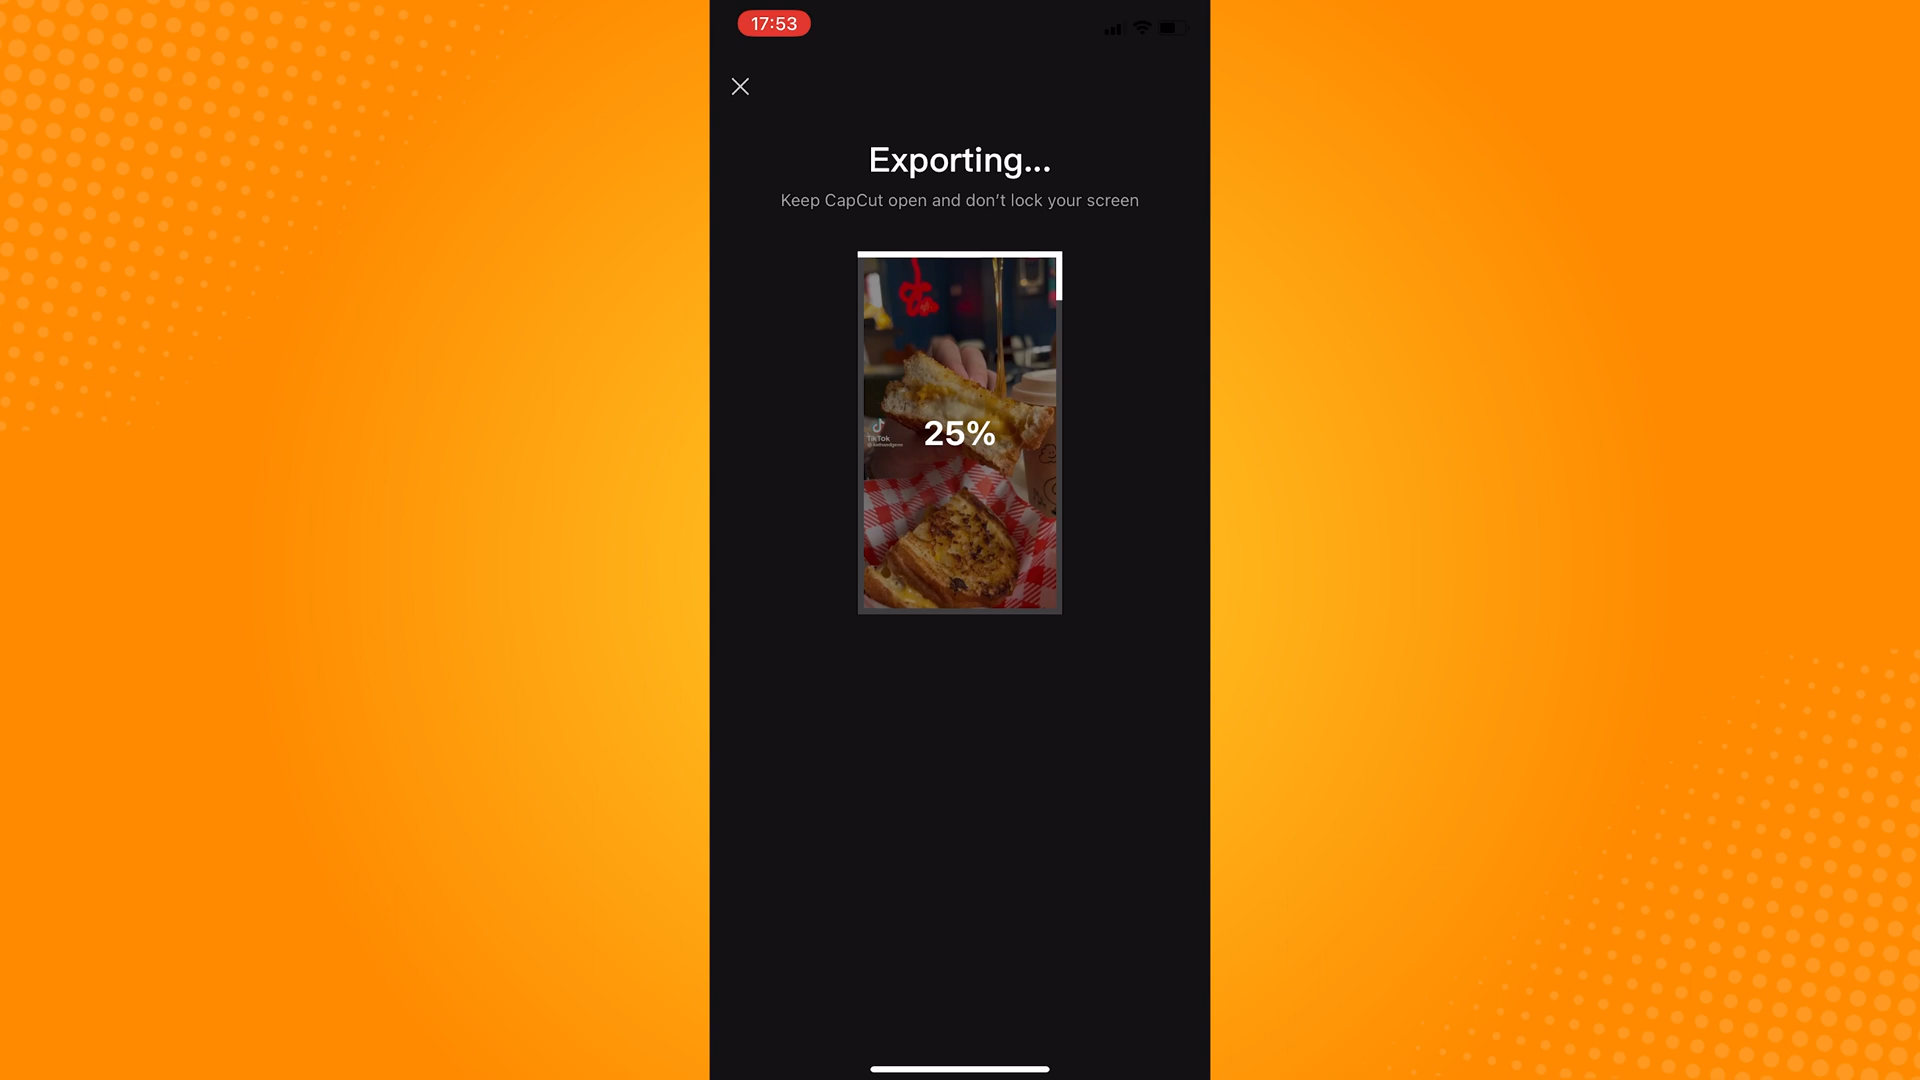 17:53
Exporting...
Keep CapCut open and don't lock your screen
25%
TikTok